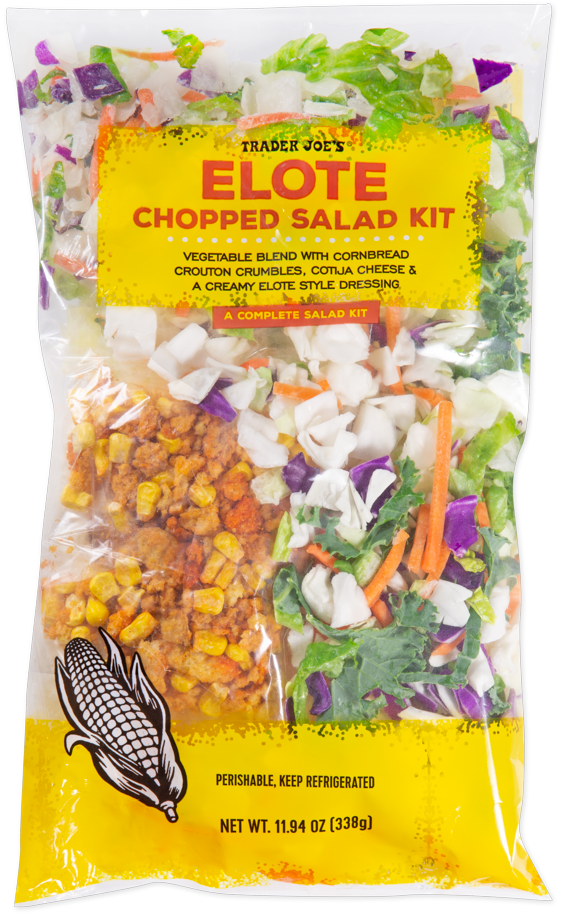 TRADER JOE'S
ELOTE
CHOPPED SALAD KIT
VEGETABLE BLEND WITH CORNBREAD
CROUTON CRUMBLES, COTIJA CHEESE &
A CREAMY ELOTE STYLE DRESSING
A COMPLETE SALAD KIT
PERISHABLE, KEEP REFRIGERATED
NET WT. 11.94 OZ (338g)